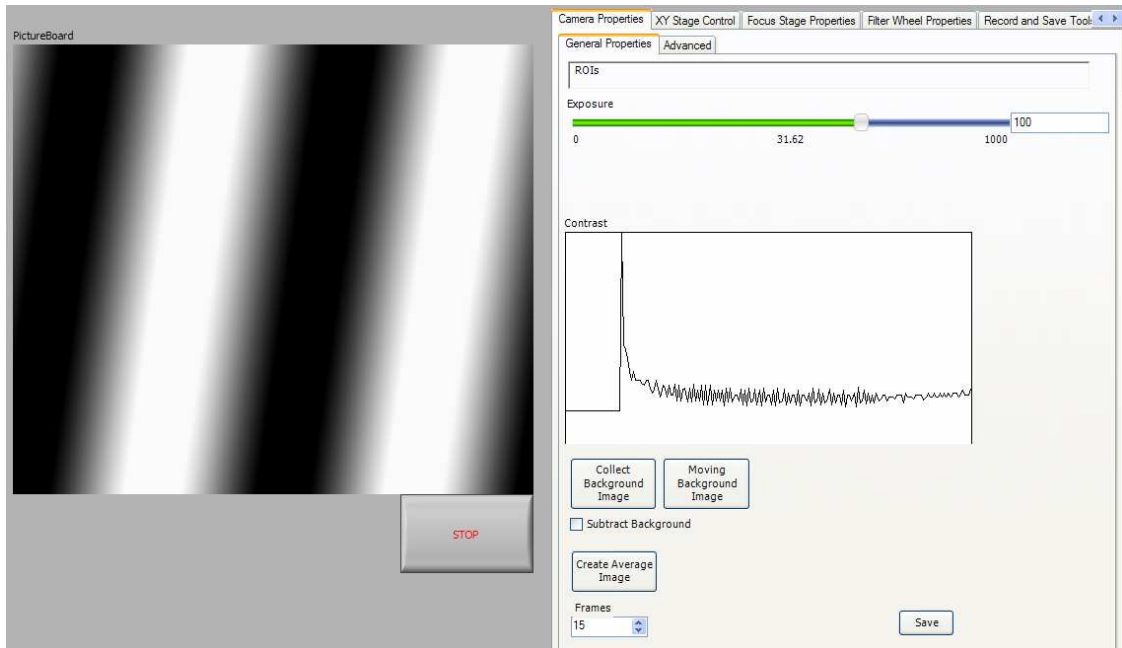 PictureBoard
STOP
Camera Properties XY Stage Control Focus Stage Properties Filter Wheel Properties Record and Save Tool
General Properties Advanced
ROIs
Exposure
100
0 31.62 1000
Contrast
Collect Background Image
Moving Background Image
Subtract Background
Create Average Image
Frames
15
Save